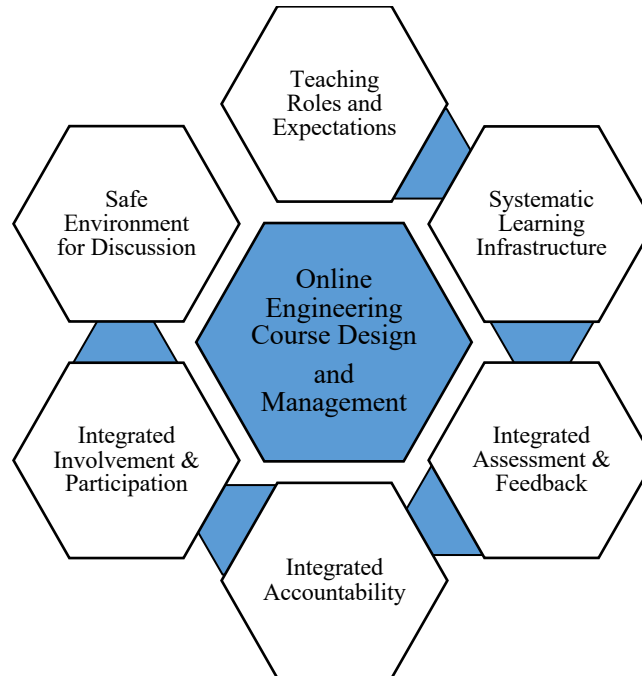 Teaching
Roles and
Expectations
Safe
Environment
for Discussion
Systematic
Learning
Infrastructure
Online
Engineering
Course Design
and
Management
Integrated
Involvement &
Participation
Integrated
Assessment &
Feedback
Integrated
Accountability